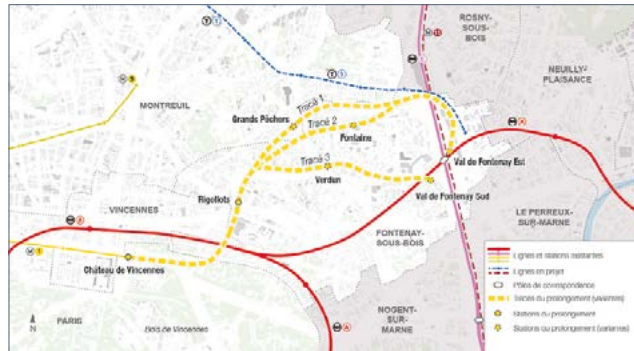 ROSNY-
SOUS-
BOIS
NEUILLY-
PLAISANCE
MONTREUIL
Grands Pêchers
Tracé 1
Tracé 2
Fontaine
Tracé 3
Verdun
Val de Fontenay Est
Val de Fontenay Sud
Rigollots
VINCENNES
LE PERREUX-
SUR-MARNE
FONTENAY-
SOUS-BOIS
Château de Vincennes
Lignes et stations existantes
Lignes en projet
Pôles de correspondance
Tracés du prolongement (variantes)
Stations du prolongement
Stations du prolongement (variantes)
N
PARIS
Bois de Vincennes
NOGENT-
SUR-
MARNE